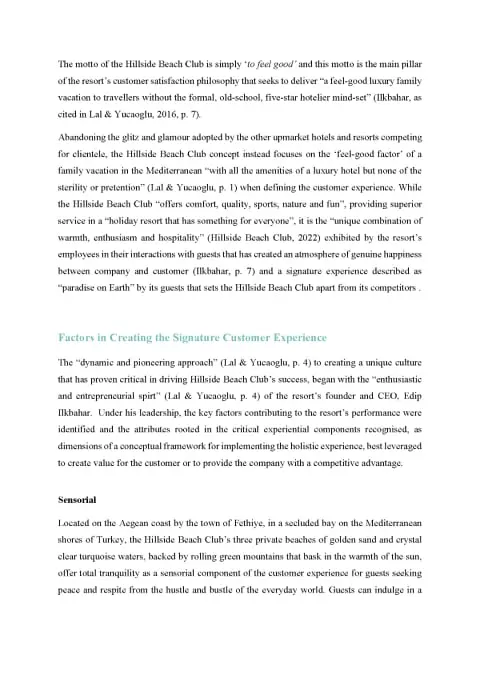 The motto of the Hillside Beach Club is simply ‘to feel good’ and this motto is the main pillar
of the resort’s customer satisfaction philosophy that seeks to deliver “a feel-good luxury family
vacation to travellers without the formal, old-school, five-star hotelier mind-set” (Ilkbahar, as
cited in Lal & Yucaoglu, 2016, p. 7).
Abandoning the glitz and glamour adopted by the other upmarket hotels and resorts competing
for clientele, the Hillside Beach Club concept instead focuses on the ‘feel-good factor’ of a
family vacation in the Mediterranean “with all the amenities of a luxury hotel but none of the
sterility or pretention” (Lal & Yucaoglu, p. 1) when defining the customer experience. While
the Hillside Beach Club “offers comfort, quality, sports, nature and fun”, providing superior
service in a “holiday resort that has something for everyone”, it is the “unique combination of
warmth, enthusiasm and hospitality” (Hillside Beach Club, 2022) exhibited by the resort’s
employees in their interactions with guests that has created an atmosphere of genuine happiness
between company and customer (Ilkbahar, p. 7) and a signature experience described as
“paradise on Earth” by its guests that sets the Hillside Beach Club apart from its competitors .
Factors in Creating the Signature Customer Experience
The “dynamic and pioneering approach” (Lal & Yucaoglu, p. 4) to creating a unique culture
that has proven critical in driving Hillside Beach Club’s success, began with the “enthusiastic
and entrepreneurial spirt” (Lal & Yucaoglu, p. 4) of the resort’s founder and CEO, Edip
Ilkbahar. Under his leadership, the key factors contributing to the resort’s performance were
identified and the attributes rooted in the critical experiential components recognised, as
dimensions of a conceptual framework for implementing the holistic experience, best leveraged
to create value for the customer or to provide the company with a competitive advantage.
Sensorial
Located on the Aegean coast by the town of Fethiye, in a secluded bay on the Mediterranean
shores of Turkey, the Hillside Beach Club’s three private beaches of golden sand and crystal
clear turquoise waters, backed by rolling green mountains that bask in the warmth of the sun,
offer total tranquility as a sensorial component of the customer experience for guests seeking
peace and respite from the hustle and bustle of the everyday world. Guests can indulge in a